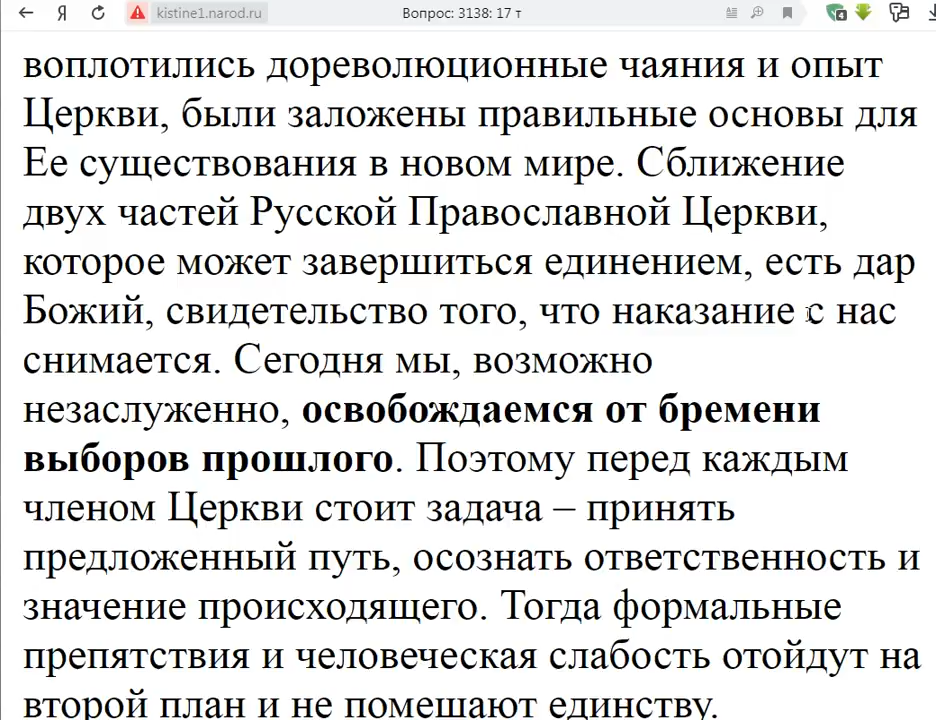 Я kistine1.narod.ru Вопрос: 3138: 17 т 4
воплотились дореволюционные чаяния и опыт
Церкви, были заложены правильные основы для
Ее существования в новом мире. Сближение
двух частей Русской Православной Церкви,
которое может завершиться единением, есть дар
Божий, свидетельство того, что наказание с нас
снимается. Сегодня мы, возможно
незаслуженно, освобождаемся от бремени
выборов прошлого. Поэтому перед каждым
членом Церкви стоит задача – принять
предложенный путь, осознать ответственность и
значение происходящего. Тогда формальные
препятствия и человеческая слабость отойдут на
второй план и не помешают единству.